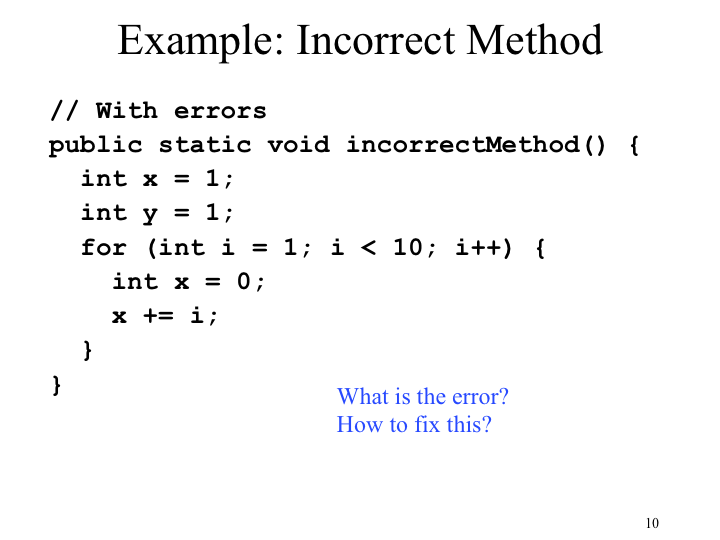 Example: Incorrect Method
// With errors
public static void incorrectMethod() {
int x = 1;
int y = 1;
for (int i = 1; i < 10; i++) {
int x = 0;
x += i;
}
}
What is the error?
How to fix this?
10